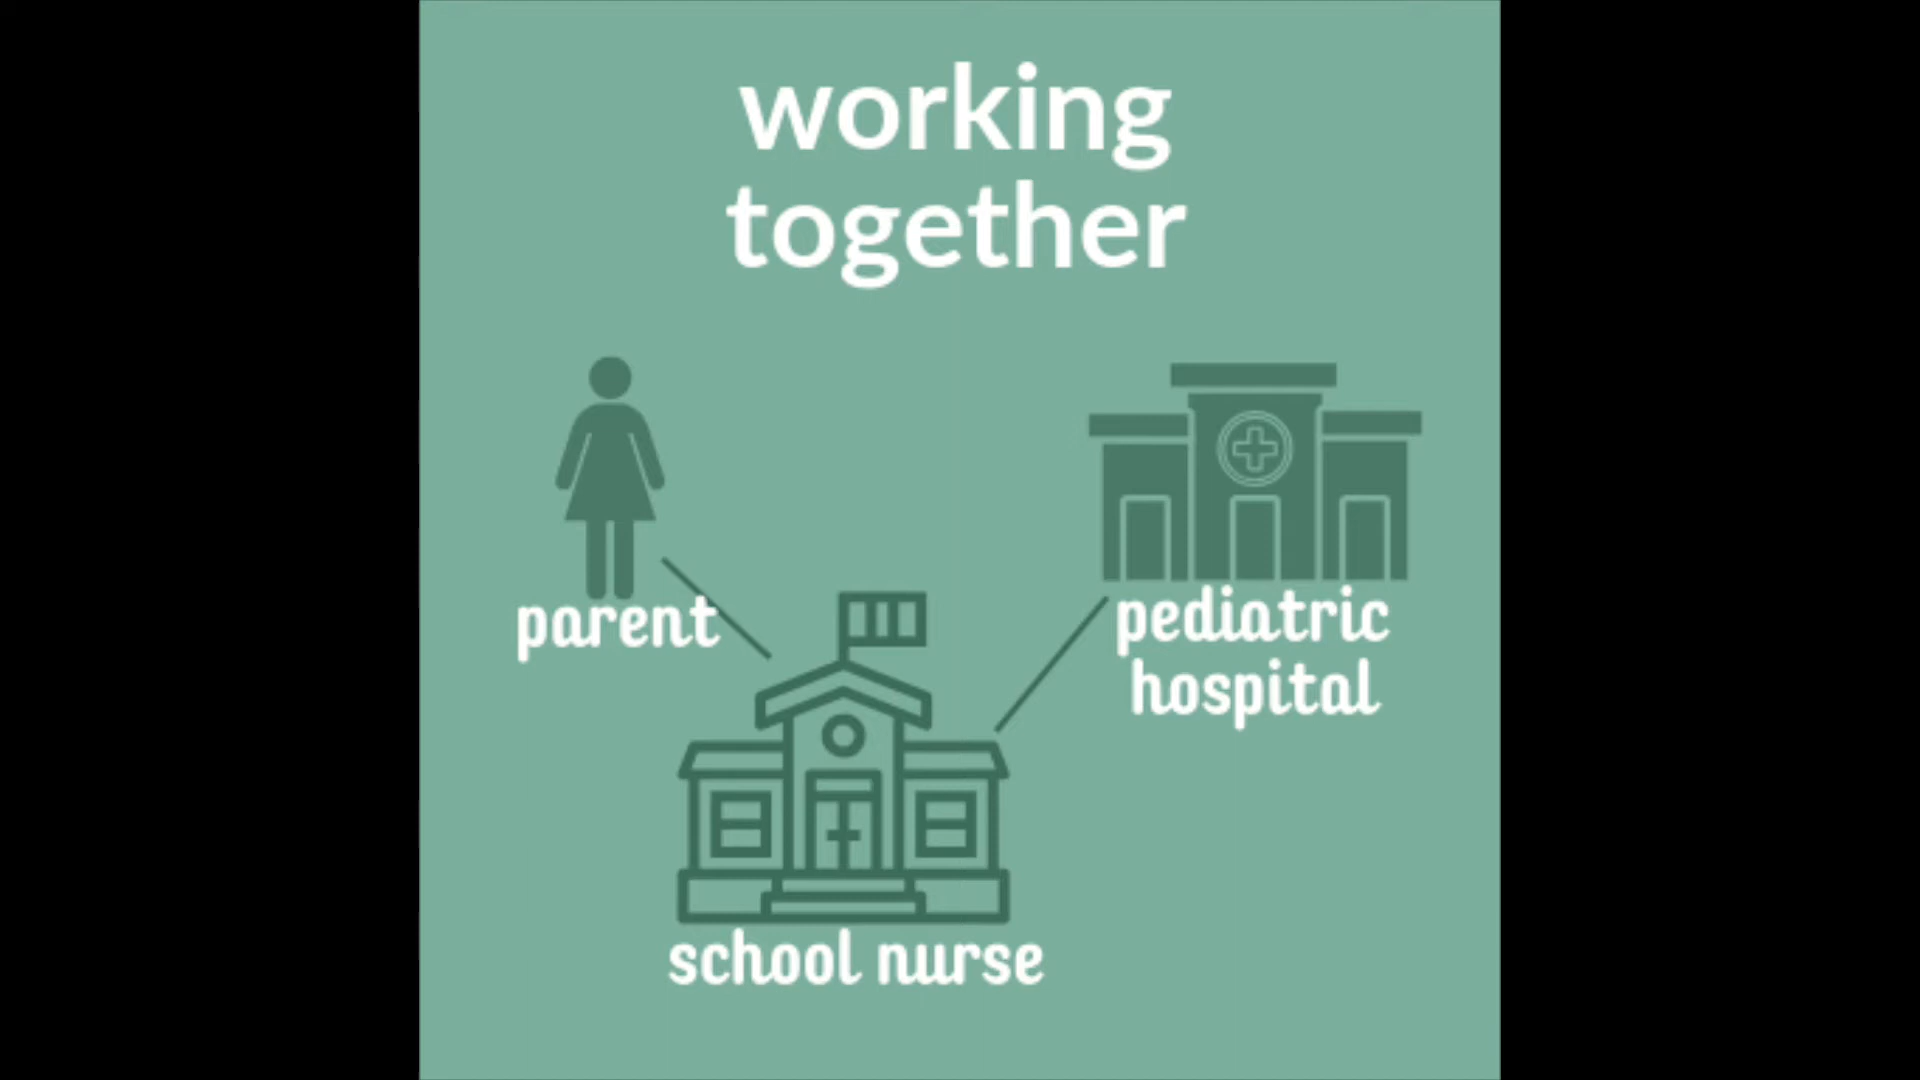 working
together
parent
pediatric
hospital
school nurse